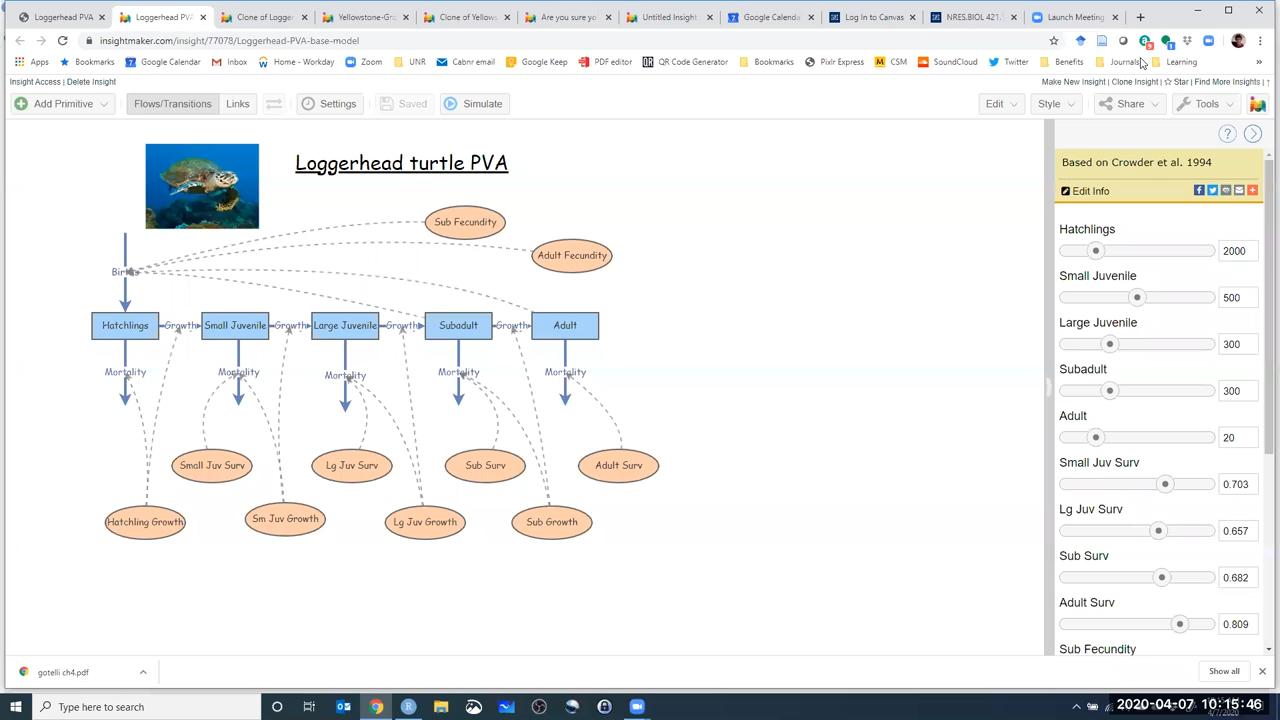 Loggerhead PVA
Loggerhead PV
Clone of Logger
Yellowstone-Gri
Clone of Yellows
Are you sure yo
Untitled Insight
Google Calendar
Log In to Canvas
NRES.BIOL 421.
Launch Meeting
insightmaker.com/insight/77078/Loggerhead-PVA-base-model
Apps
Bookmarks
Google Calendar
Inbox
Home - Workday
Zoom
UNR
Cabnr email
Google Keep
PDF editor
QR Code Generator
Bookmarks
Pixlr Express
CSM
SoundCloud
Twitter
Benefits
Journals
Learning
»
Insight Access | Delete Insight
Make New Insight | Clone Insight | ☆ Star | Find More Insights | ↑
Add Primitive
Flows/Transitions
Links
Settings
Saved
Simulate
Edit
Style
Share
Tools
Loggerhead turtle PVA
Sub Fecundity
Adult Fecundity
Births
Hatchlings
Growth
Small Juvenile
Growth
Large Juvenile
Growth
Subadult
Growth
Adult
Mortality
Mortality
Mortality
Mortality
Mortality
Small Juv Surv
Lg Juv Surv
Sub Surv
Adult Surv
Hatchling Growth
Sm Juv Growth
Lg Juv Growth
Sub Growth
Based on Crowder et al. 1994
Edit Info
Hatchlings
2000
Small Juvenile
500
Large Juvenile
300
Subadult
300
Adult
20
Small Juv Surv
0.703
Lg Juv Surv
0.657
Sub Surv
0.682
Adult Surv
0.809
Sub Fecundity
gotelli ch4.pdf
Show all
Type here to search
2020-04-07 10:15:46